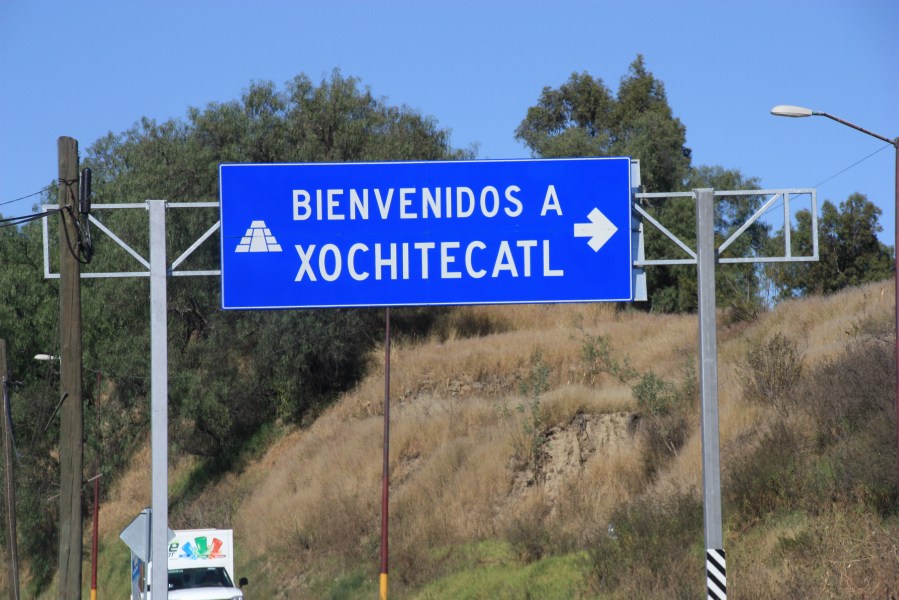 BIENVENIDOS A
XOCHITECATL